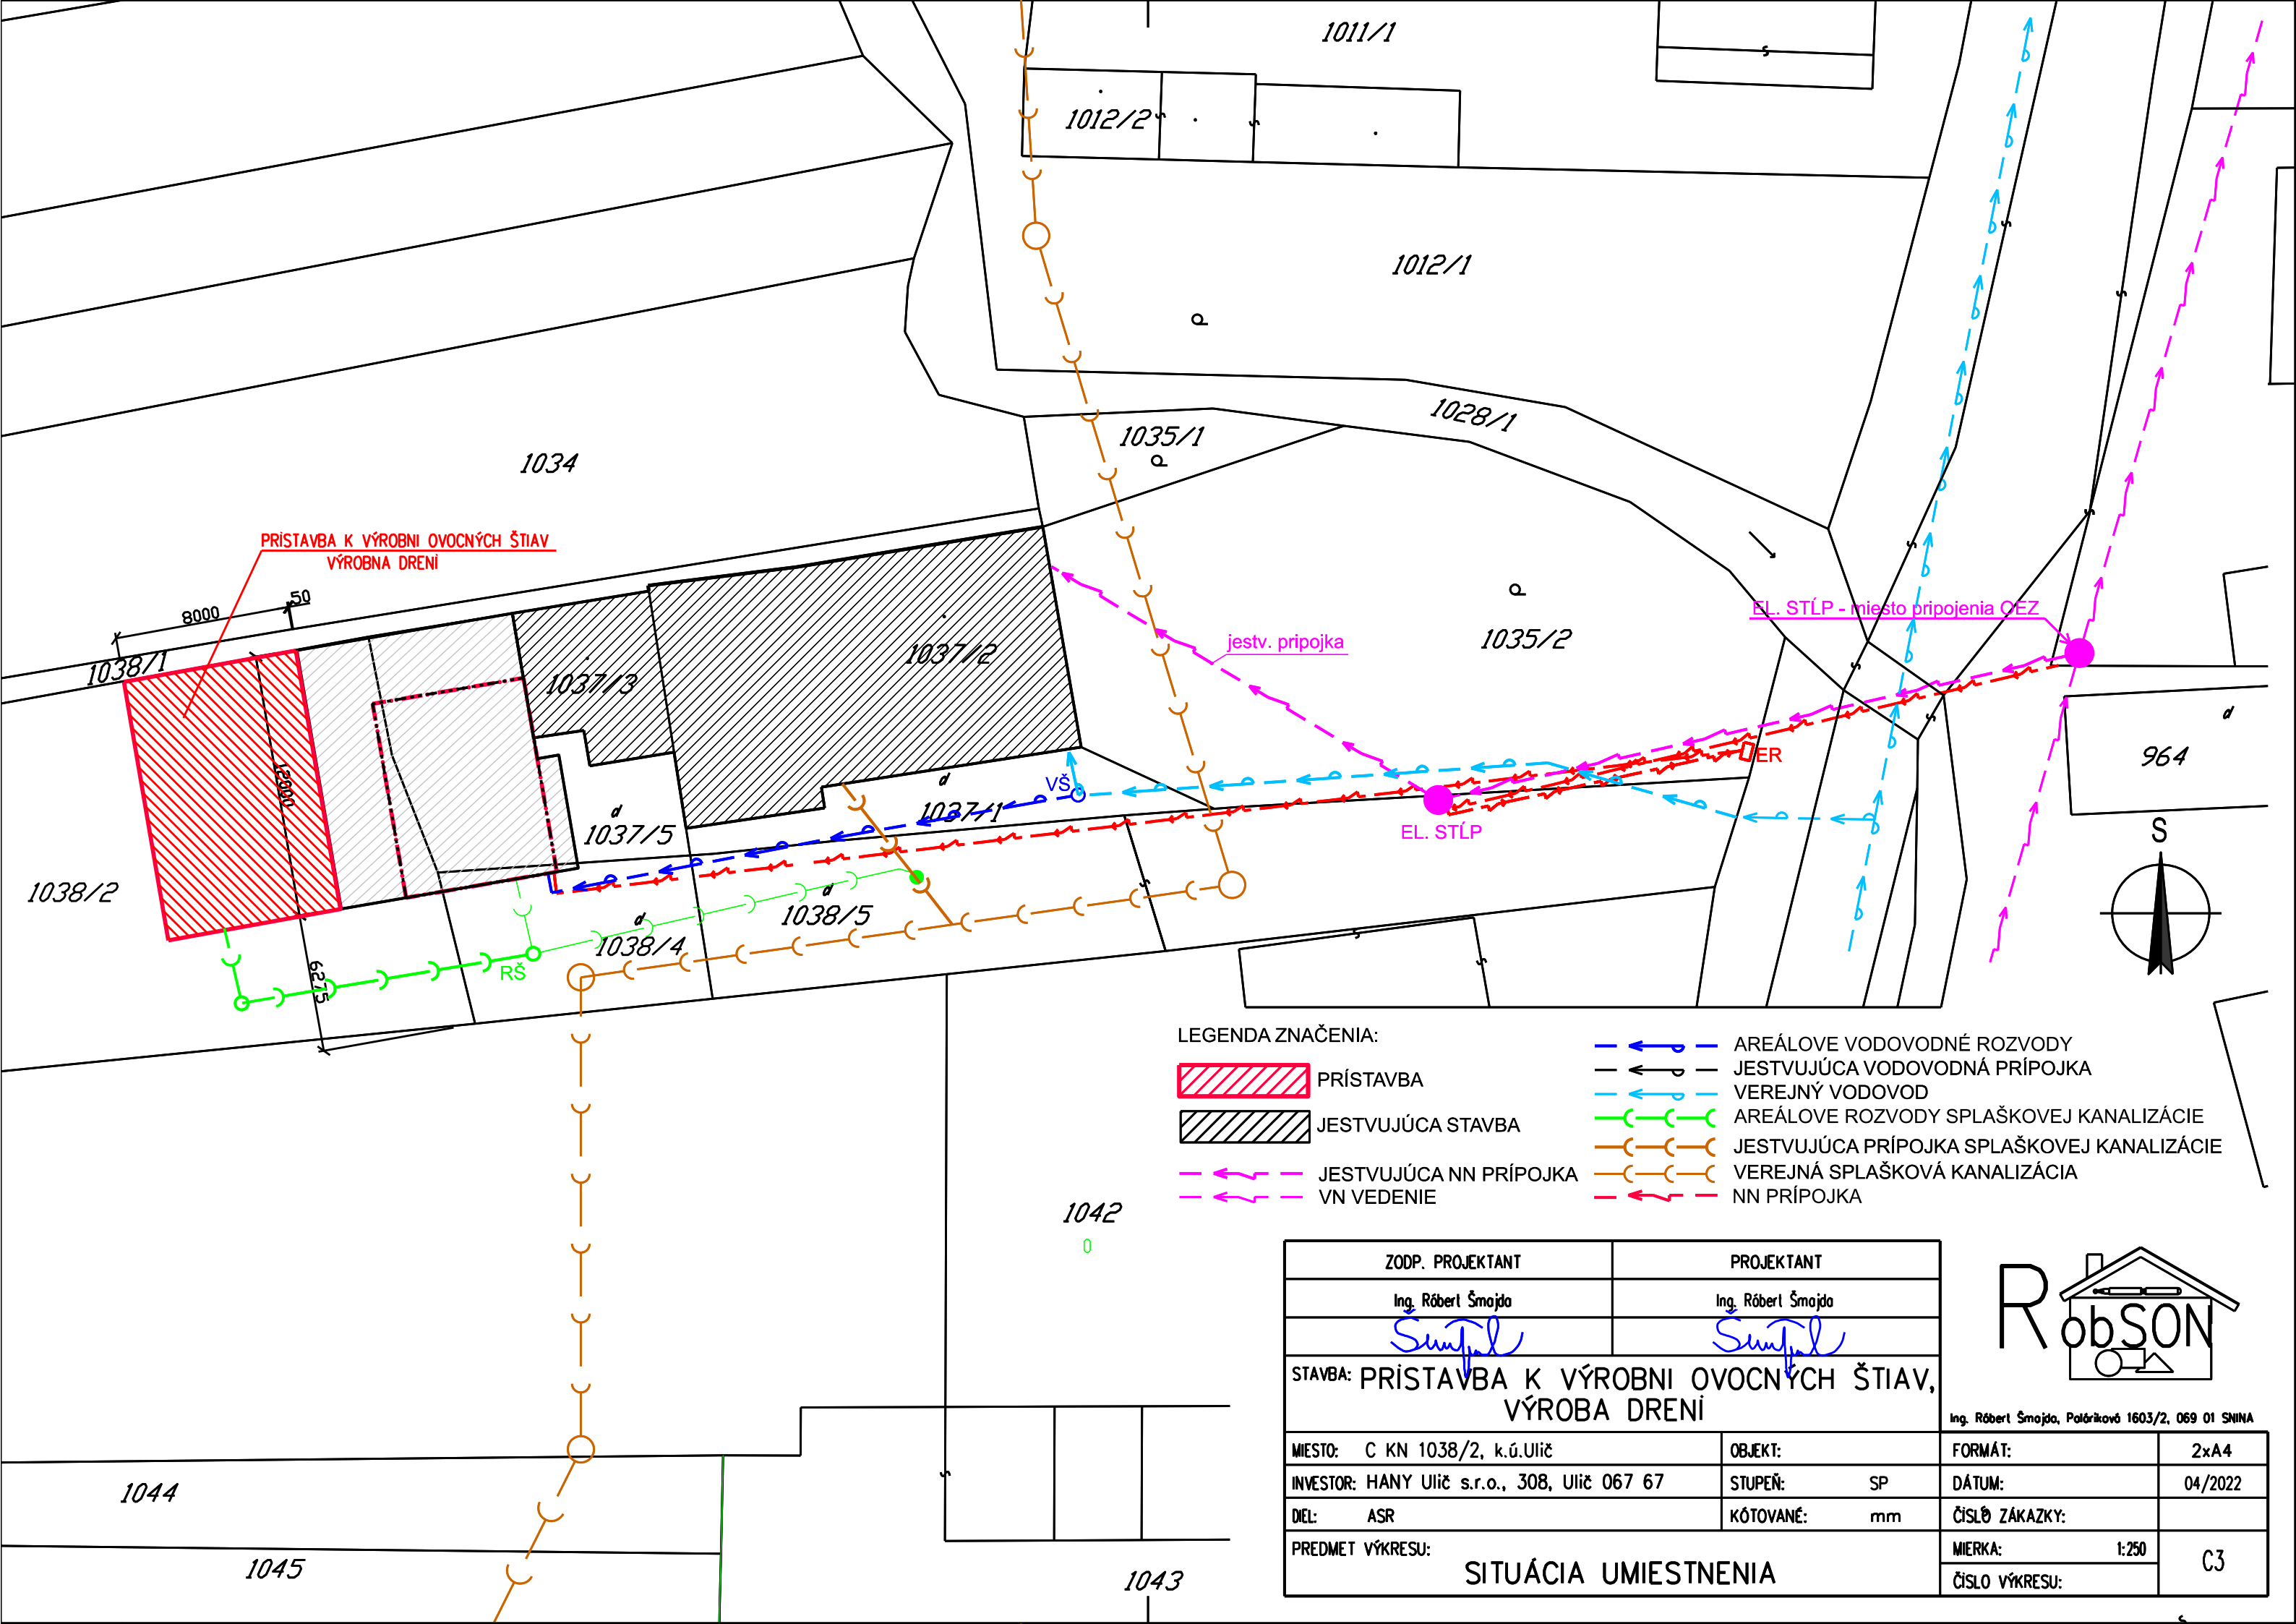 1011/1
1012/2
1012/1
1028/1
1035/1
1034
PRÍSTAVBA K VÝROBNI OVOCNÝCH ŠTIAV
VÝROBNA DRENÍ
8000
50
1038/1
1037/3
1037/2
jestv. pripojka
1035/2
EL. STĹP - miesto pripojenia OEZ
964
12000
VŠ
ER
1037/1
1037/5
EL. STĹP
S
1038/2
1038/5
1038/4
RŠ
6275
LEGENDA ZNAČENIA:
PRÍSTAVBA
JESTVUJÚCA STAVBA
JESTVUJÚCA NN PRÍPOJKA
VN VEDENIE
AREÁLOVE VODOVODNÉ ROZVODY
JESTVUJÚCA VODOVODNÁ PRÍPOJKA
VEREJNÝ VODOVOD
AREÁLOVE ROZVODY SPLAŠKOVEJ KANALIZÁCIE
JESTVUJÚCA PRÍPOJKA SPLAŠKOVEJ KANALIZÁCIE
VEREJNÁ SPLAŠKOVÁ KANALIZÁCIA
NN PRÍPOJKA
1042
0
1044
1045
1043
ZODP. PROJEKTANT
PROJEKTANT
Ing. Róbert Šmajda
Ing. Róbert Šmajda
RobSON
STAVBA: PRÍSTAVBA K VÝROBNI OVOCNÝCH ŠTIAV,
VÝROBA DRENÍ
Ing. Róbert Šmajda, Paláriková 1603/2, 069 01 SNINA
MIESTO: C KN 1038/2, k.ú.Ulič
OBJEKT:
FORMÁT: 2xA4
INVESTOR: HANY Ulič s.r.o., 308, Ulič 067 67
STUPEŇ: SP
DÁTUM: 04/2022
DIEL: ASR
KÓTOVANÉ: mm
ČÍSLO ZÁKAZKY:
PREDMET VÝKRESU:
SITUÁCIA UMIESTNENIA
MIERKA: 1:250
ČÍSLO VÝKRESU:
C3